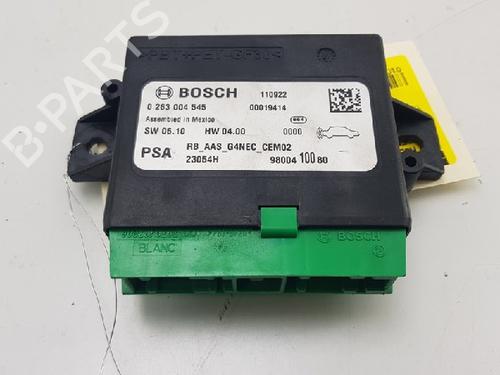 BOSCH 110922
0 263 004 545 00019414
Assembled in Mexico
SW 05.10 HW 04.00 0000
PSA RB_AAS_G4NEC_CEM02
23054H 98004 100 80
BLANC
BOSCH